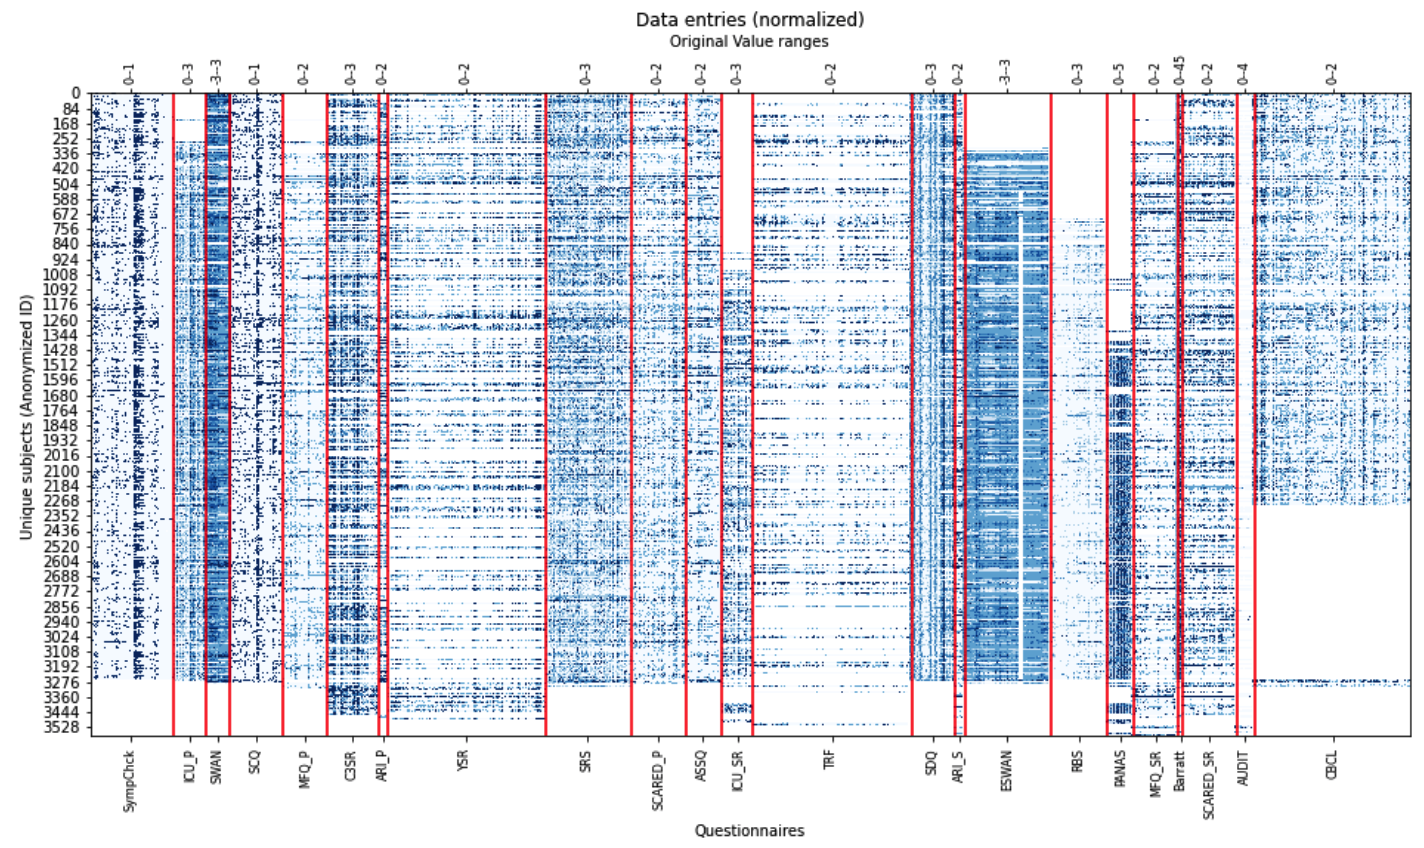 Data entries (normalized)
Original Value ranges
0--1
0--3
-3--3
0--1
0--2
0--3
0--2
0--2
0--3
0--2
0--2
0--3
0--2
0--3
0--2
-3--3
0--3
0--5
0--2
0--45
0--2
0--4
0--2
Unique subjects (Anonymized ID)
0
84
168
252
336
420
504
588
672
756
840
924
1008
1092
1176
1260
1344
1428
1512
1596
1680
1764
1848
1932
2016
2100
2184
2268
2352
2436
2520
2604
2688
2772
2856
2940
3024
3108
3192
3276
3360
3444
3528
SympChck
ICU_P
SWAN
SCQ
MFQ_P
C3SR
ARI_P
YSR
SRS
SCARED_P
ASSQ
ICU_SR
TRF
SDQ
ARI_S
ESWAN
RBS
PANAS
MFQ_SR
Barratt
SCARED_SR
AUDIT
CBCL
Questionnaires